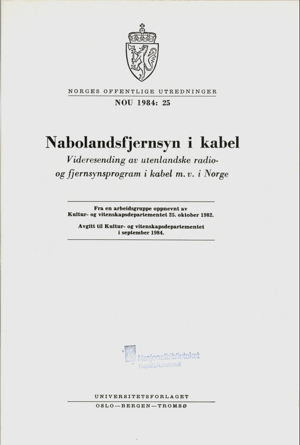 NORGES OFFENTLIGE UTREDNINGER
NOU 1984: 25
Nabolandsfjernsyn i kabel
Videresending av utenlandske radio-
og fjernsynsprogram i kabel m. v. i Norge
Fra en arbeidsgruppe oppnevnt av
Kultur- og vitenskapsdepartementet 25. oktober 1982.
Avgitt til Kultur- og vitenskapsdepartementet
i september 1984.
Nasjonalbiblioteket
UNIVERSITETSFORLAGET
OSLO—BERGEN—TROMSØ